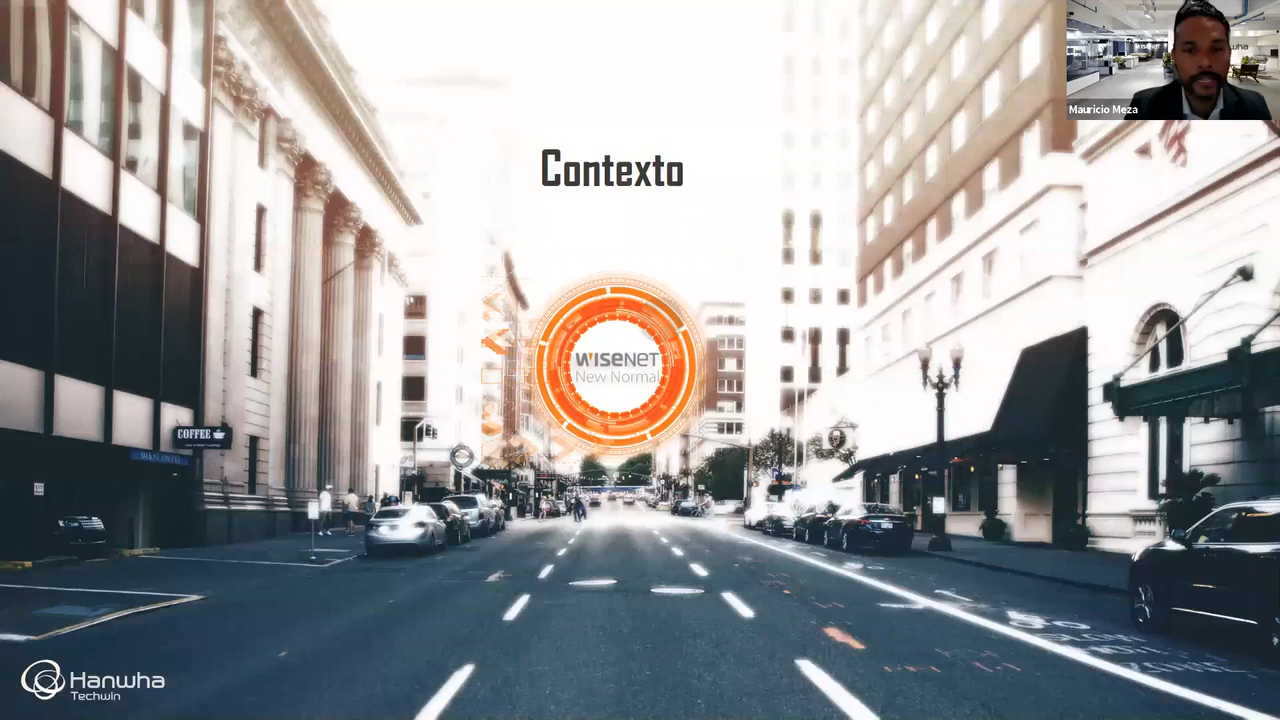 Mauricio Meza
Contexto
WISENET
New Normal
COFFEE
Hanwha
Techwin